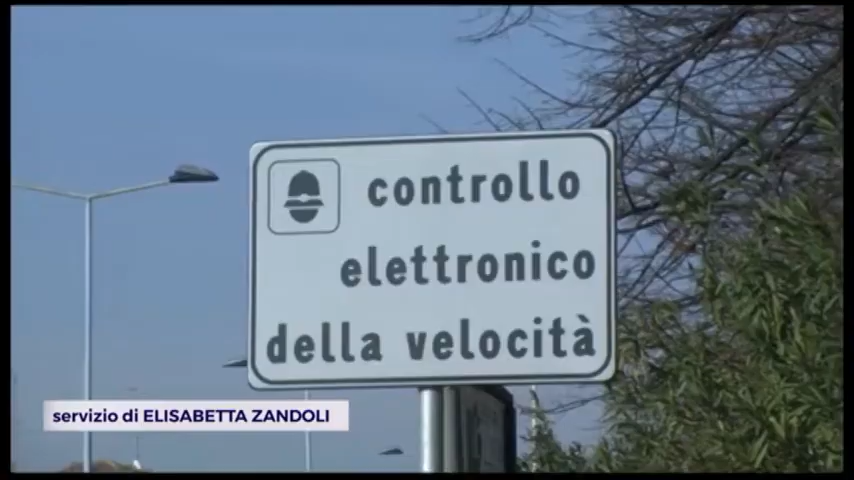 controllo
elettronico
della velocità
servizio di ELISABETTA ZANDOLI